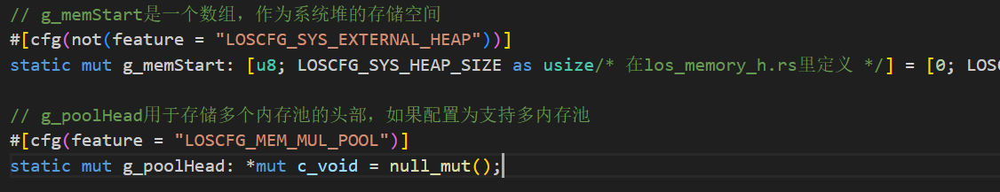 // g_memStart是一个数组，作为系统堆的存储空间
#[cfg(not(feature = "LOSCFG_SYS_EXTERNAL_HEAP"))]
static mut g_memStart: [u8; LOSCFG_SYS_HEAP_SIZE as usize/* 在los_memory_h.rs里定义 */] = [0; LOSC
// g_poolHead用于存储多个内存池的头部，如果配置为支持多内存池
#[cfg(feature = "LOSCFG_MEM_MUL_POOL")]
static mut g_poolHead: *mut c_void = null_mut();